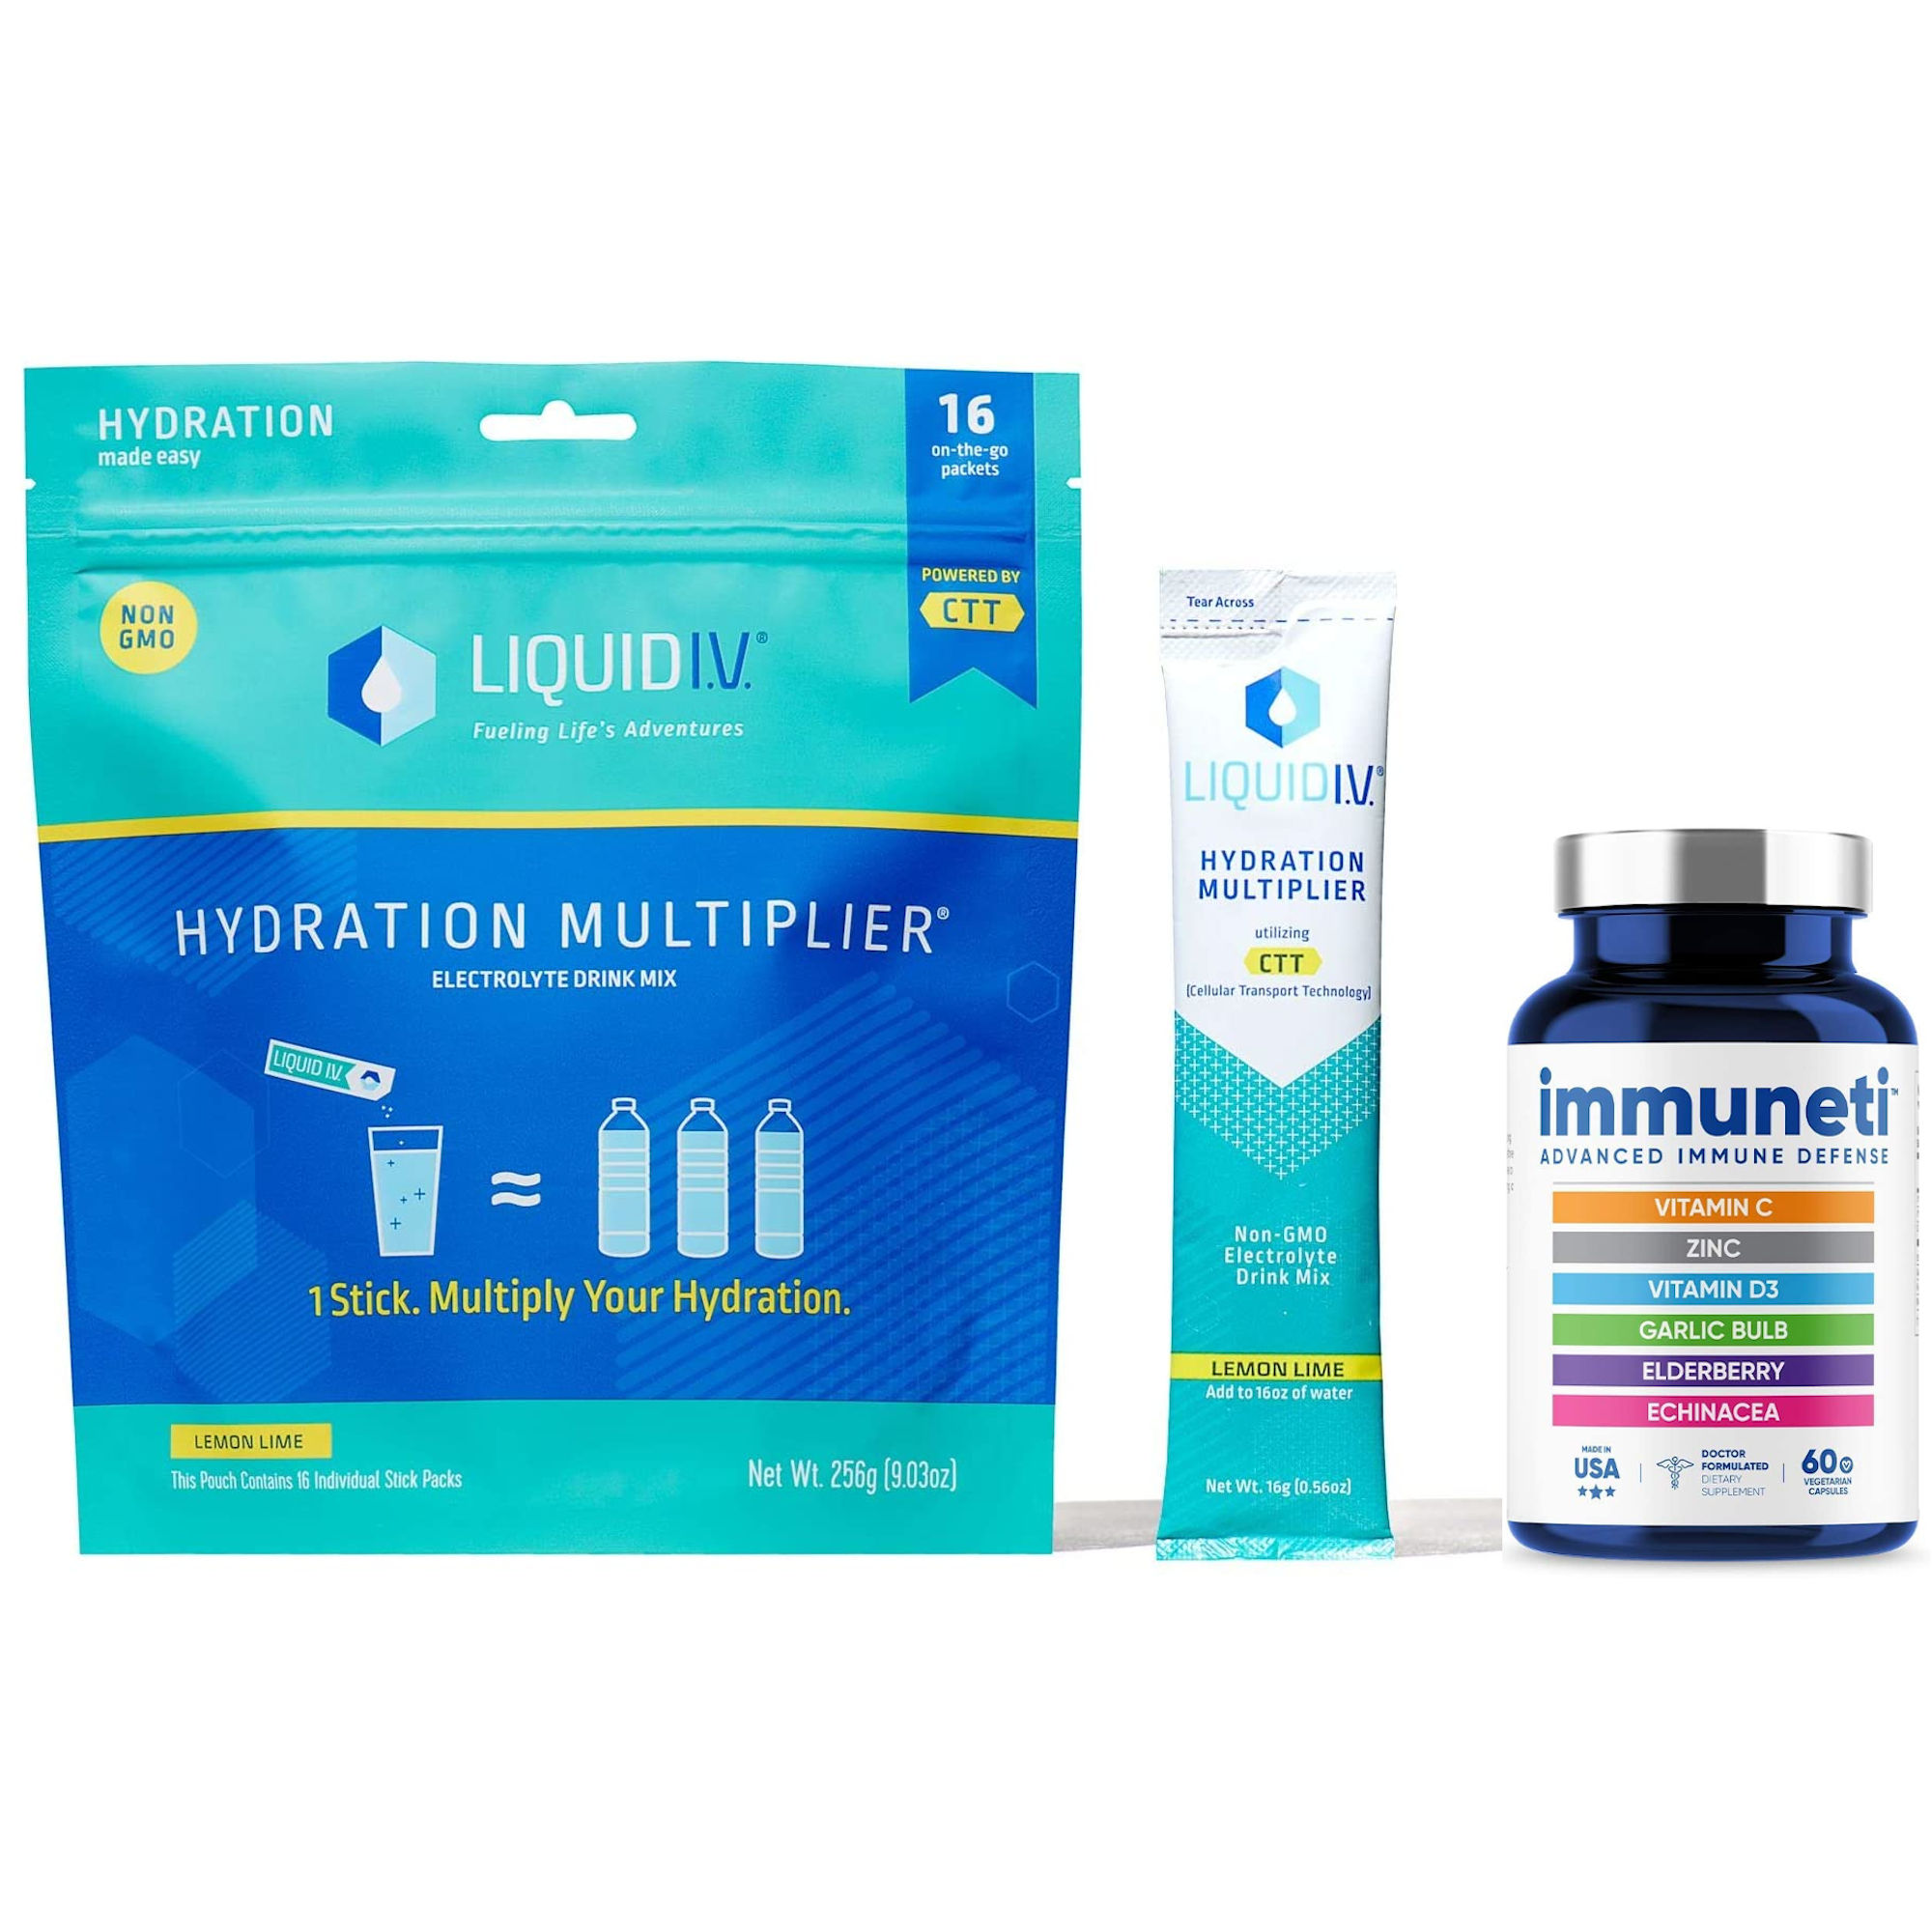 HYDRATION
made easy
16
on-the-go
packets
NON
GMO
POWERED BY
CTT
LIQUID I.V.®
Fueling Life's Adventures
HYDRATION MULTIPLIER®
ELECTROLYTE DRINK MIX
LIQUID I.V.
1 Stick. Multiply Your Hydration.
LEMON LIME
This Pouch Contains 16 Individual Stick Packs
Net Wt. 256g (9.03oz)
Tear Across
LIQUID I.V.®
HYDRATION
MULTIPLIER
utilizing
CTT
(Cellular Transport Technology)
Non-GMO
Electrolyte
Drink Mix
LEMON LIME
Add to 16oz of water
Net Wt. 16g (0.56oz)
immuneti™
ADVANCED IMMUNE DEFENSE
VITAMIN C
ZINC
VITAMIN D3
GARLIC BULB
ELDERBERRY
ECHINACEA
MADE IN
USA
DOCTOR
FORMULATED
DIETARY
SUPPLEMENT
60
VEGETARIAN
CAPSULES